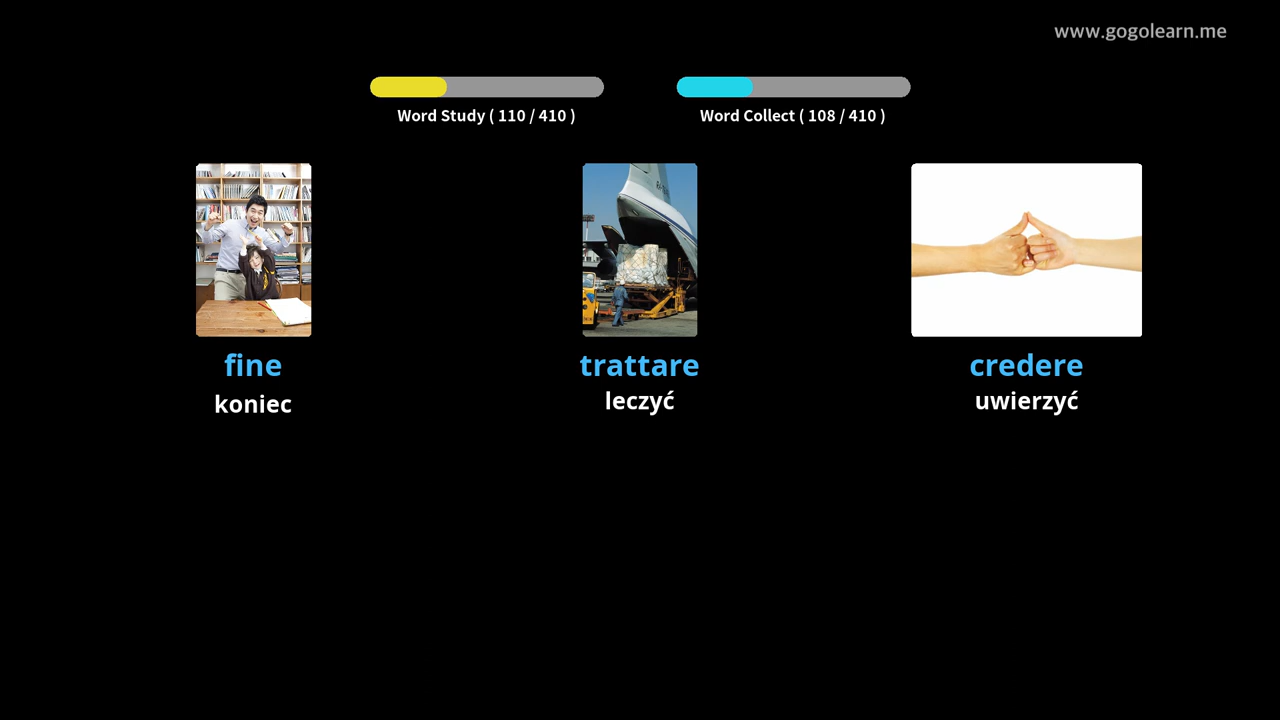 www.gogolearn.me
Word Study ( 110 / 410 )
Word Collect ( 108 / 410 )
fine
koniec
trattare
leczyć
credere
uwierzyć